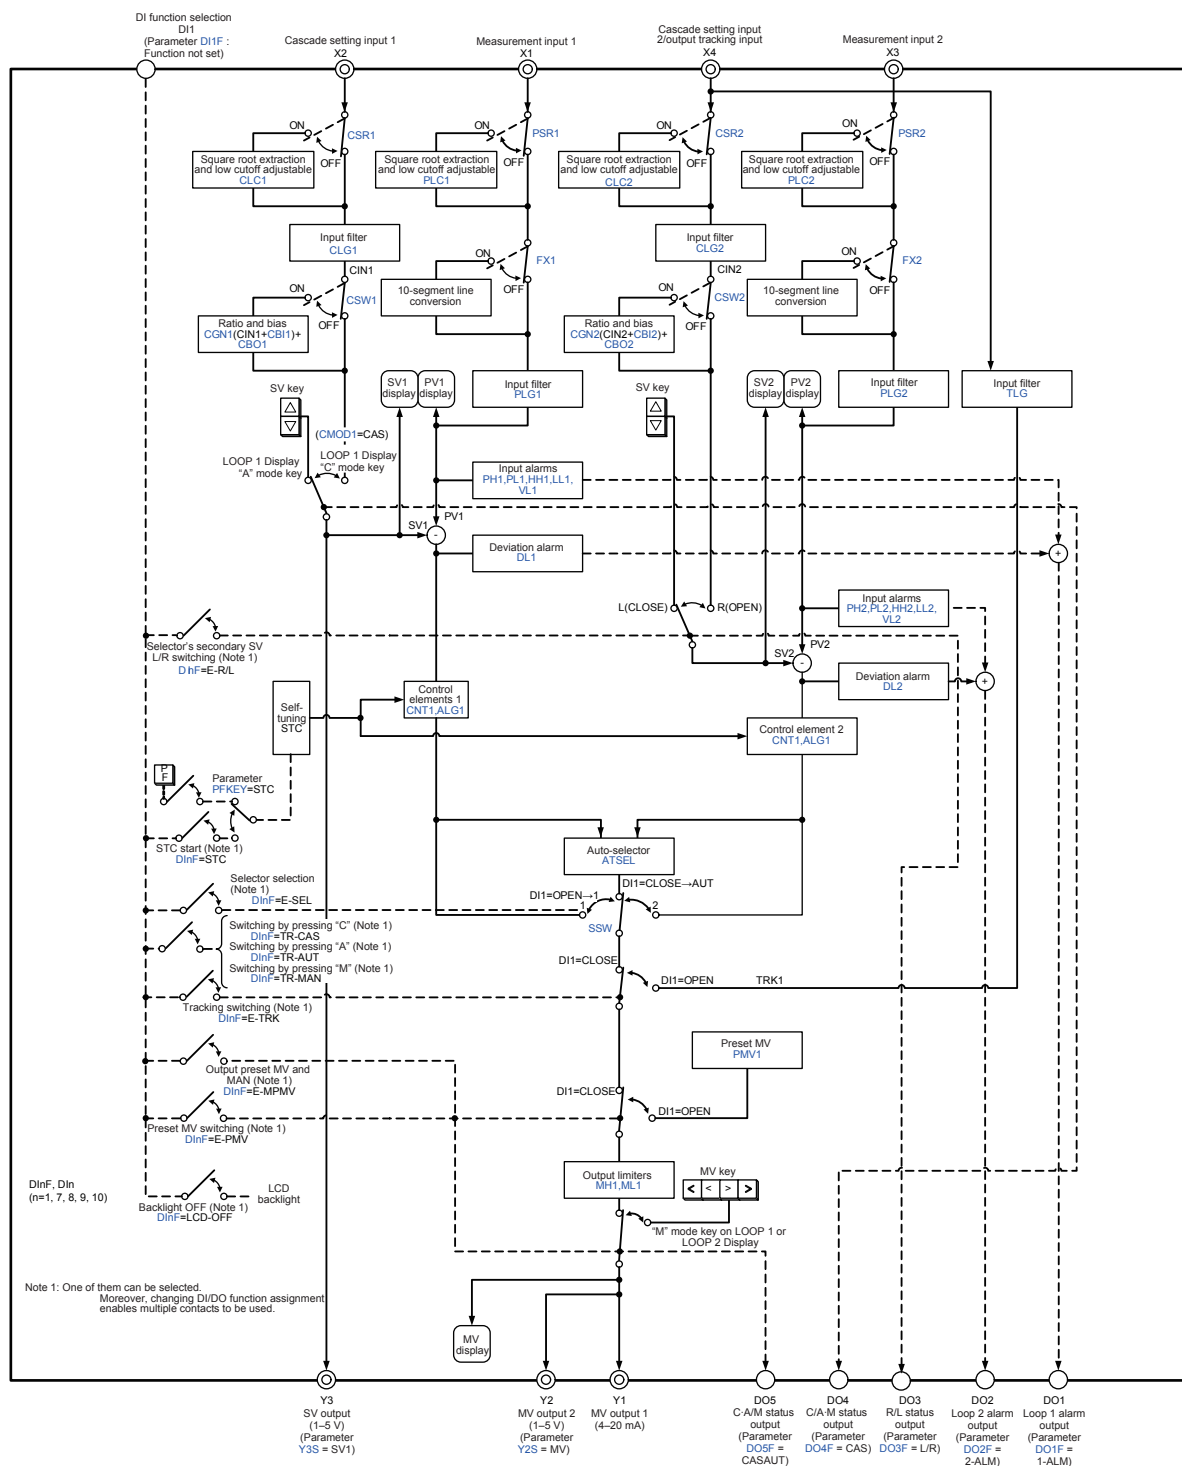 DI function selection
DI1
(Parameter DI1F :
Function not set)
Cascade setting input 1
X2
Measurement input 1
X1
Cascade setting input
2/output tracking input
X4
Measurement input 2
X3
ON
CSR1
OFF
Square root extraction
and low cutoff adjustable
CLC1
ON
PSR1
OFF
Square root extraction
and low cutoff adjustable
PLC1
ON
CSR2
OFF
Square root extraction
and low cutoff adjustable
CLC2
ON
PSR2
OFF
Square root extraction
and low cutoff adjustable
PLC2
Input filter
CLG1
CIN1
ON
FX1
OFF
10-segment line
conversion
Input filter
CLG2
CIN2
ON
FX2
OFF
10-segment line
conversion
ON
CSW1
OFF
Ratio and bias
CGN1(CIN1+CBI1)+
CBO1
ON
CSW2
OFF
Ratio and bias
CGN2(CIN2+CBI2)+
CBO2
SV key
SV1
display
PV1
display
Input filter
PLG1
SV key
SV2
display
PV2
display
Input filter
PLG2
Input filter
TLG
(CMOD1=CAS)
LOOP 1 Display
“A” mode key
LOOP 1 Display
“C” mode key
Input alarms
PH1,PL1,HH1,LL1,
VL1
SV1
PV1
-
Deviation alarm
DL1
+
L(CLOSE)
R(OPEN)
Input alarms
PH2,PL2,HH2,LL2,
VL2
SV2
PV2
-
Deviation alarm
DL2
+
Selector’s secondary SV
L/R switching (Note 1)
DInF=E-R/L
Self-
tuning
STC
Control
elements 1
CNT1,ALG1
Control element 2
CNT1,ALG1
P
F
Parameter
PFKEY=STC
STC start (Note 1)
DInF=STC
Auto-selector
ATSEL
DI1=CLOSE→AUT
DI1=OPEN→1
1
2
SSW
Selector selection
(Note 1)
DInF=E-SEL
Switching by pressing “C” (Note 1)
DInF=TR-CAS
Switching by pressing “A” (Note 1)
DInF=TR-AUT
Switching by pressing “M” (Note 1)
DInF=TR-MAN
DI1=CLOSE
DI1=OPEN
TRK1
Tracking switching (Note 1)
DInF=E-TRK
Preset MV
PMV1
Output preset MV and
MAN (Note 1)
DInF=E-MPMV
DI1=CLOSE
DI1=OPEN
Preset MV switching (Note 1)
DInF=E-PMV
DInF, DIn
(n=1, 7, 8, 9, 10)
LCD
backlight
Backlight OFF (Note 1)
DInF=LCD-OFF
Output limiters
MH1,ML1
MV key
< < > >
“M” mode key on LOOP 1 or
LOOP 2 Display
Note 1: One of them can be selected.
Moreover, changing DI/DO function assignment
enables multiple contacts to be used.
MV
display
Y3
SV output
(1–5 V)
(Parameter
Y3S = SV1)
Y2
MV output 2
(1–5 V)
(Parameter
Y2S = MV)
Y1
MV output 1
(4–20 mA)
DO5
C·A/M status
output
(Parameter
DO5F =
CASAUT)
DO4
C/A·M status
output
(Parameter
DO4F = CAS)
DO3
R/L status
output
(Parameter
DO3F = L/R)
DO2
Loop 2 alarm
output
(Parameter
DO2F =
2-ALM)
DO1
Loop 1 alarm
output
(Parameter
DO1F =
1-ALM)